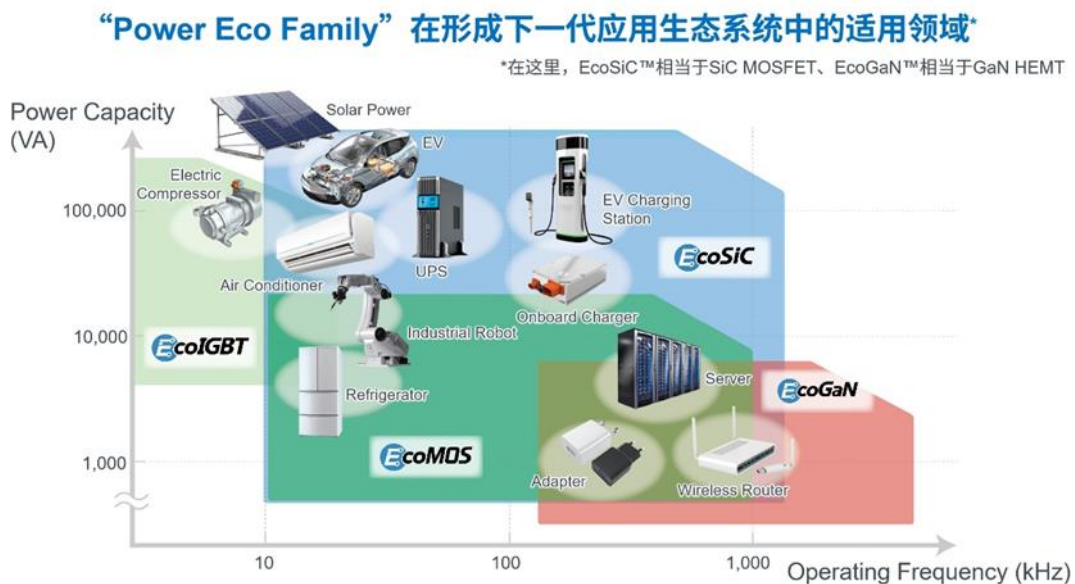 “Power Eco Family”在形成下一代应用生态系统中的适用领域*
*在这里，EcoSiC™相当于SiC MOSFET、EcoGaN™相当于GaN HEMT
Power Capacity
(VA)
Solar Power
EV
Electric
Compressor
100,000
EV Charging
Station
EcoSiC
UPS
Air Conditioner
Onboard Charger
Industrial Robot
10,000
EcoIGBT
Server
EcoGaN
Refrigerator
EcoMOS
1,000
Adapter
Wireless Router
10
100
1,000
Operating Frequency (kHz)